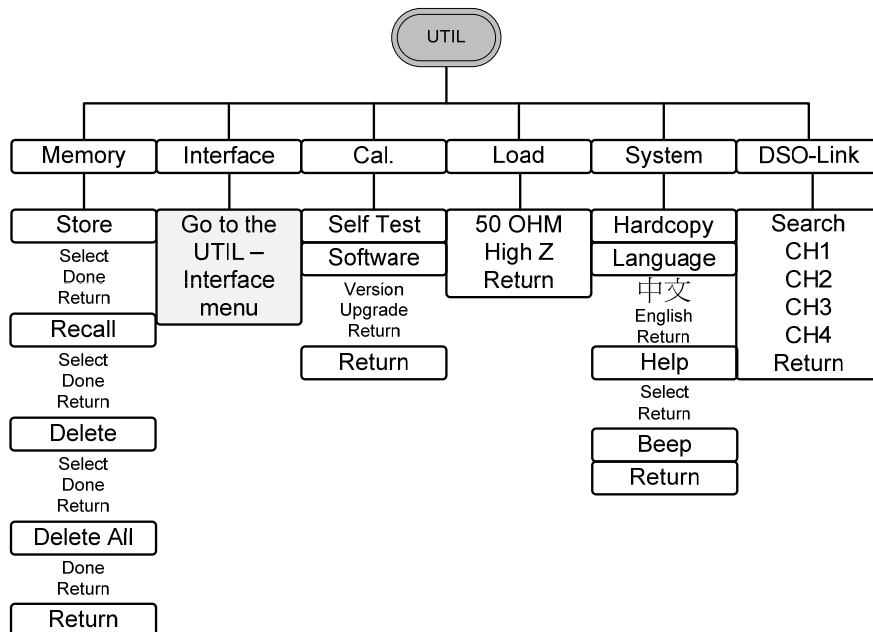 UTIL
Memory
Interface
Cal.
Load
System
DSO-Link
Store
Select
Done
Return
Recall
Select
Done
Return
Delete
Select
Done
Return
Delete All
Done
Return
Return
Go to the
UTIL –
Interface
menu
Self Test
Software
Version
Upgrade
Return
Return
50 OHM
High Z
Return
Hardcopy
Language
中文
English
Return
Help
Select
Return
Beep
Return
Search
CH1
CH2
CH3
CH4
Return